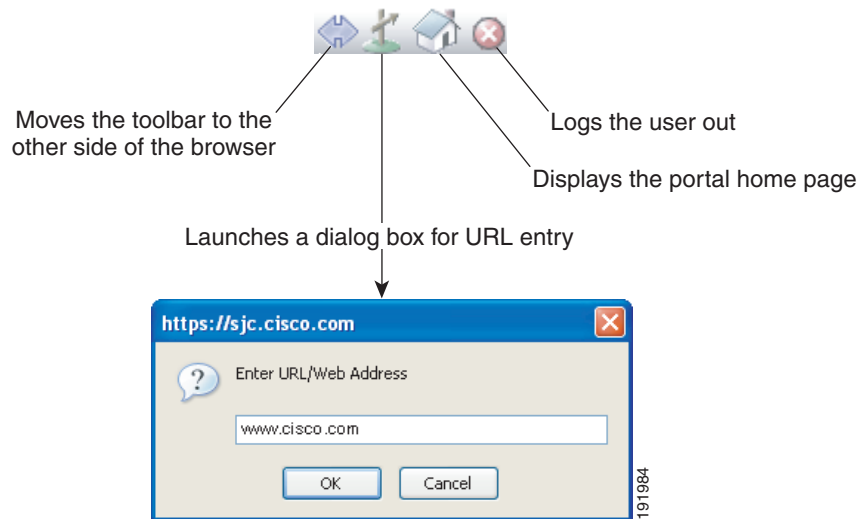 Moves the toolbar to the
other side of the browser
Logs the user out
Displays the portal home page
Launches a dialog box for URL entry
https://sjc.cisco.com
?
Enter URL/Web Address
www.cisco.com
OK
Cancel
191984